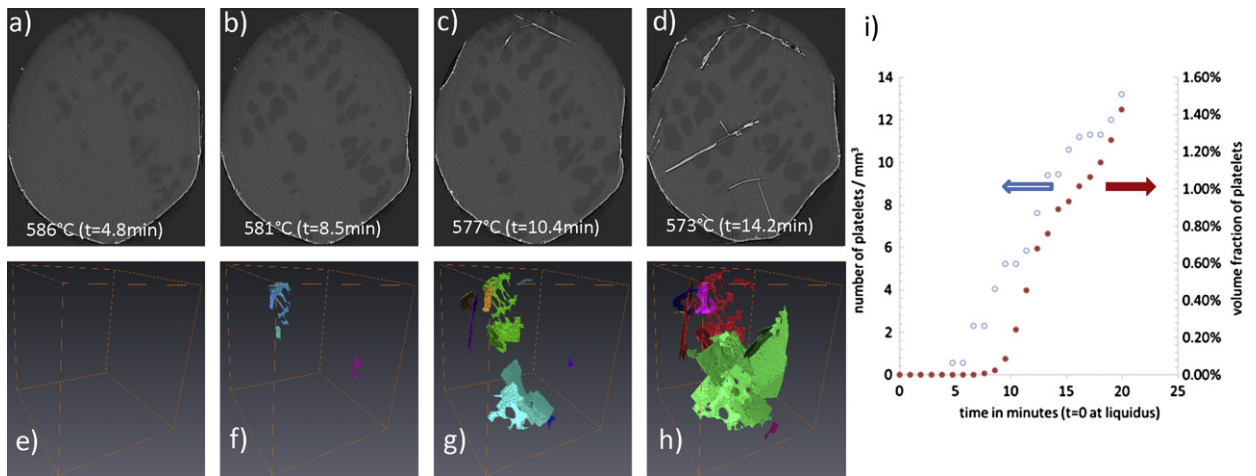 a)
b)
c)
d)
586°C (t=4.8min)
581°C (t=8.5min)
577°C (t=10.4min)
573°C (t=14.2min)
e)
f)
g)
h)
i)
number of platelets / mm³
14
12
10
8
6
4
2
0
1.60%
1.40%
1.20%
1.00%
0.80%
0.60%
0.40%
0.20%
0.00%
volume fraction of platelets
0 5 10 15 20 25
time in minutes (t=0 at liquidus)